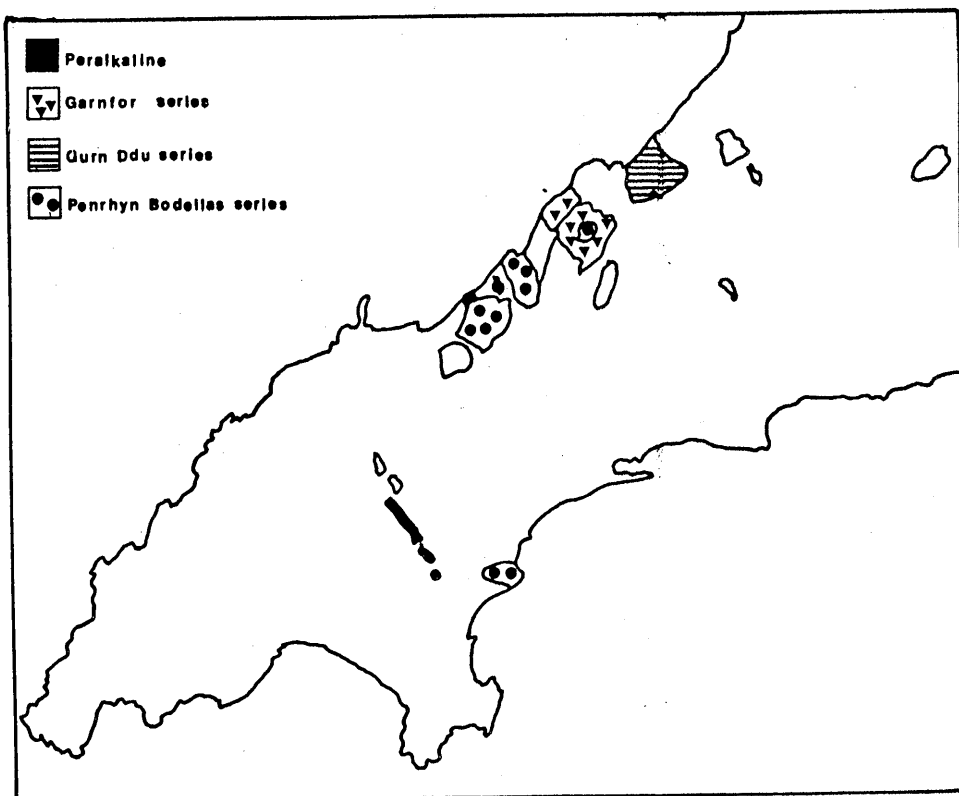 Peralkaline
Garnfor series
Gurn Ddu series
Penrhyn Bodellas series